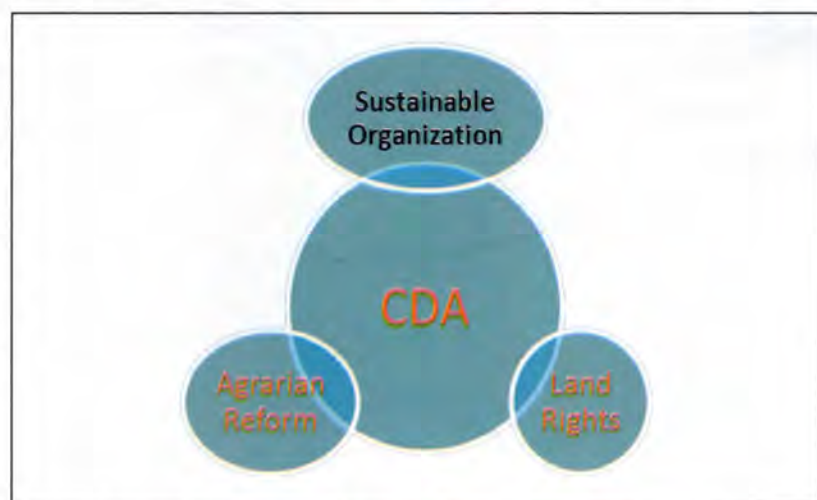 Sustainable
Organization
CDA
Agrarian
Reform
Land
Rights